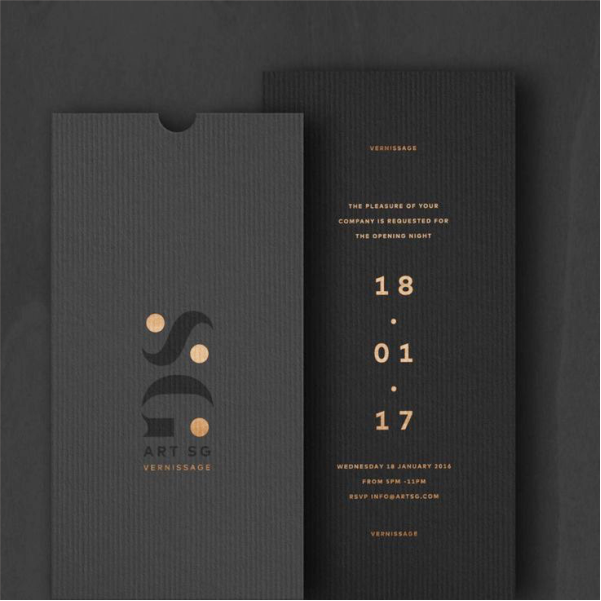 ART SG
VERNISSAGE
VERNISSAGE
THE PLEASURE OF YOUR
COMPANY IS REQUESTED FOR
THE OPENING NIGHT
18
01
17
WEDNESDAY 18 JANUARY 2016
FROM 5PM -11PM
RSVP INFO@ARTSG.COM
VERNISSAGE